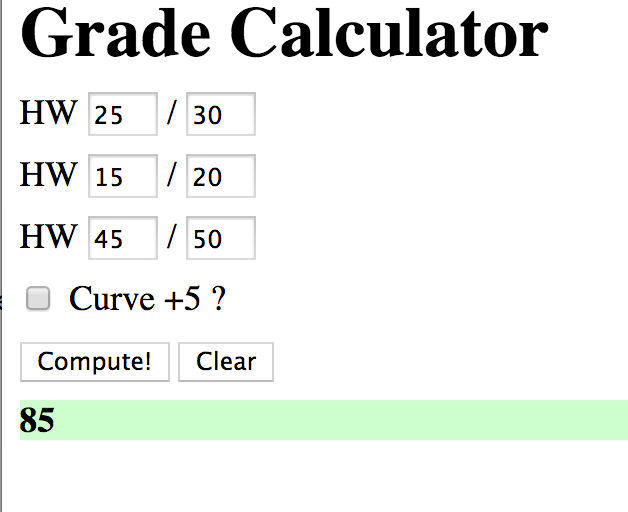 Grade Calculator
HW 25 / 30
HW 15 / 20
HW 45 / 50
Curve +5 ?
Compute! Clear
85